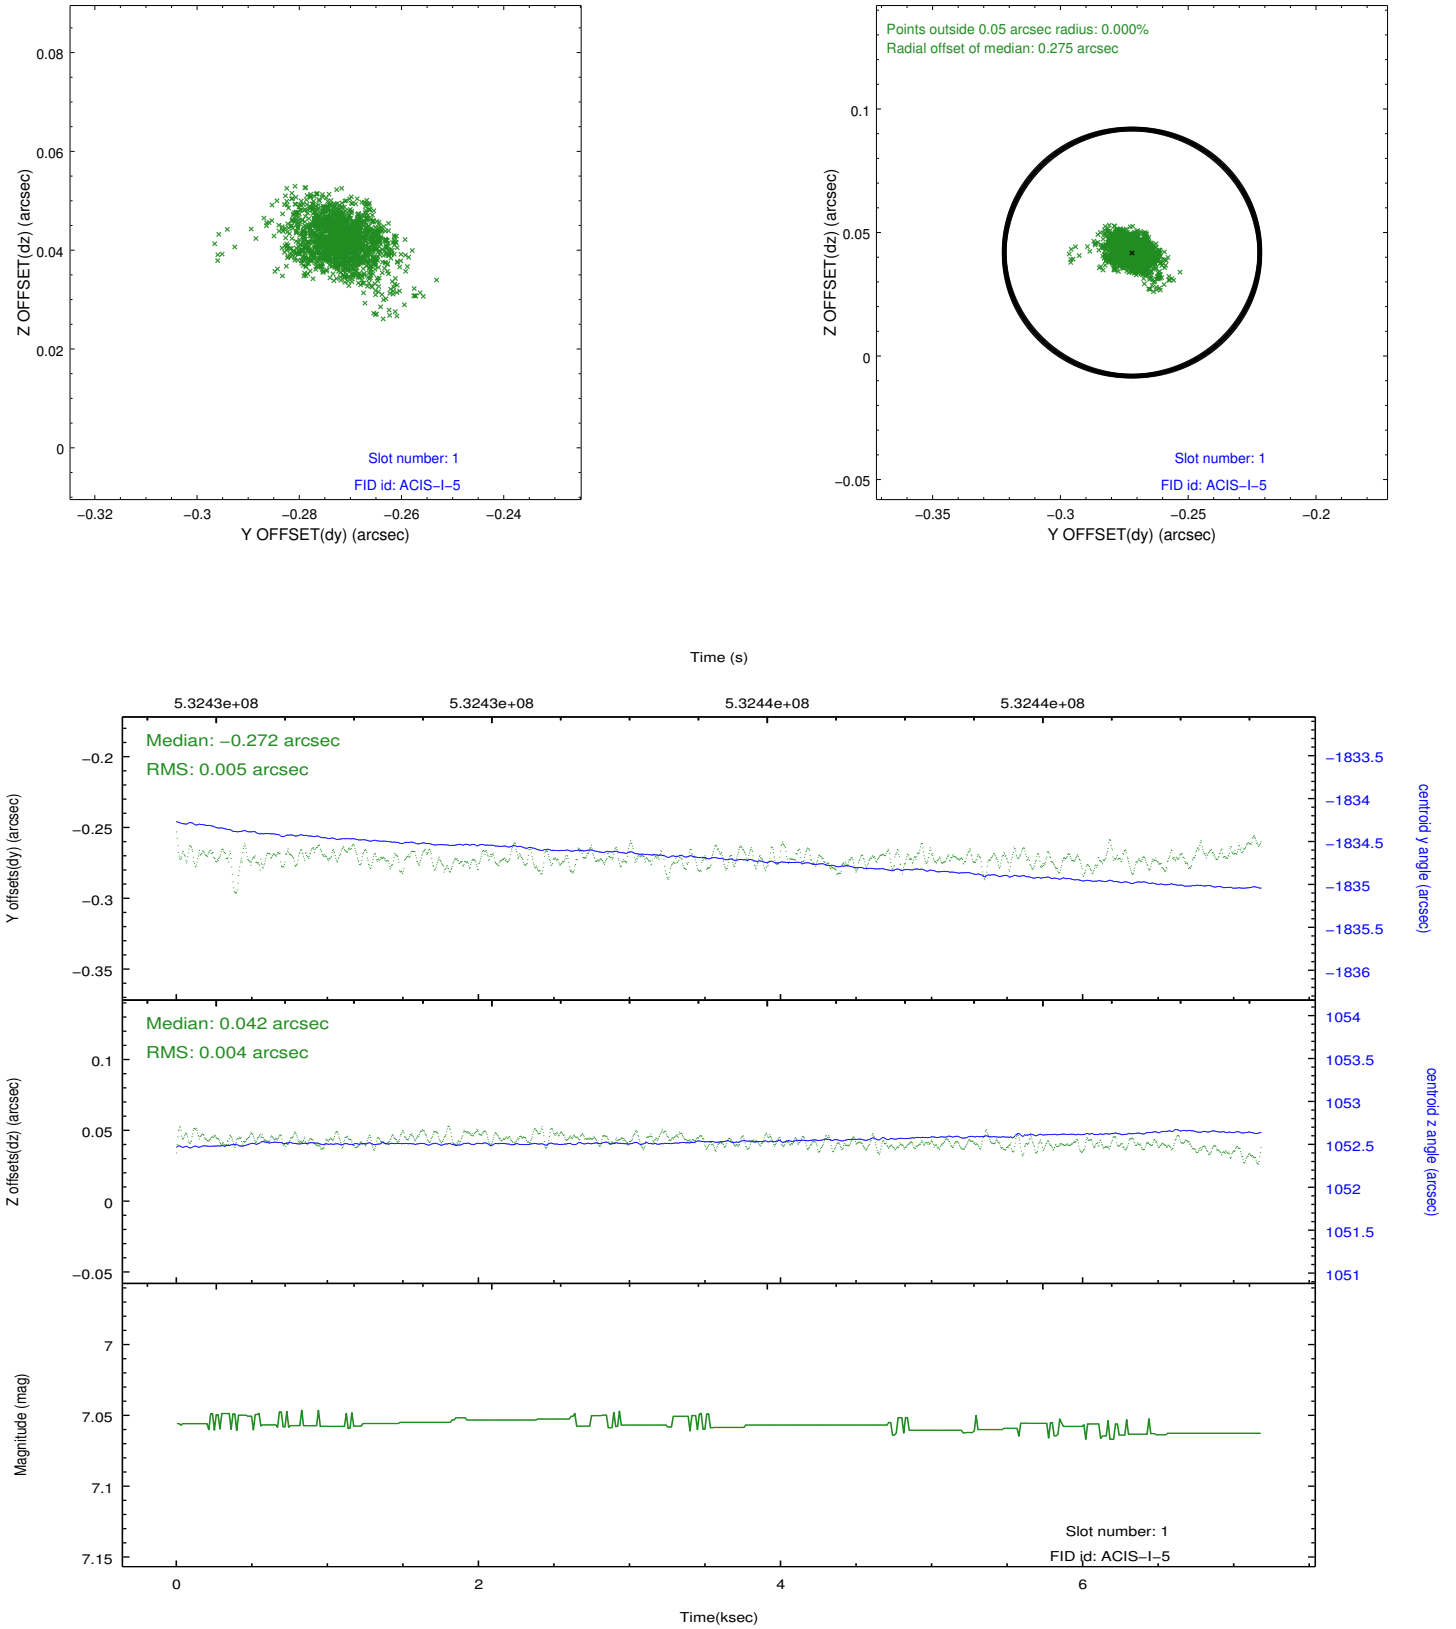 0.08
0.06
0.04
0.02
0
Z OFFSET(dz) (arcsec)
Slot number: 1
FID id: ACIS−I−5
−0.32
−0.3
−0.28
−0.26
−0.24
Y OFFSET(dy) (arcsec)
Points outside 0.05 arcsec radius: 0.000%
Radial offset of median: 0.275 arcsec
0.1
0.05
0
−0.05
Z OFFSET(dz) (arcsec)
Slot number: 1
FID id: ACIS−I−5
−0.35
−0.3
−0.25
−0.2
Y OFFSET(dy) (arcsec)
Time (s)
5.3243e+08
5.3243e+08
5.3244e+08
5.3244e+08
Median: −0.272 arcsec
RMS: 0.005 arcsec
−0.2
−0.25
−0.3
−0.35
Y offsets(dy) (arcsec)
−1833.5
−1834
−1834.5
−1835
−1835.5
−1836
centroid y angle (arcsec)
Median: 0.042 arcsec
RMS: 0.004 arcsec
0.1
0.05
0
−0.05
Z offsets(dz) (arcsec)
1054
1053.5
1053
1052.5
1052
1051.5
1051
centroid z angle (arcsec)
7
7.05
7.1
7.15
Magnitude (mag)
Slot number: 1
FID id: ACIS−I−5
0
2
4
6
Time(ksec)